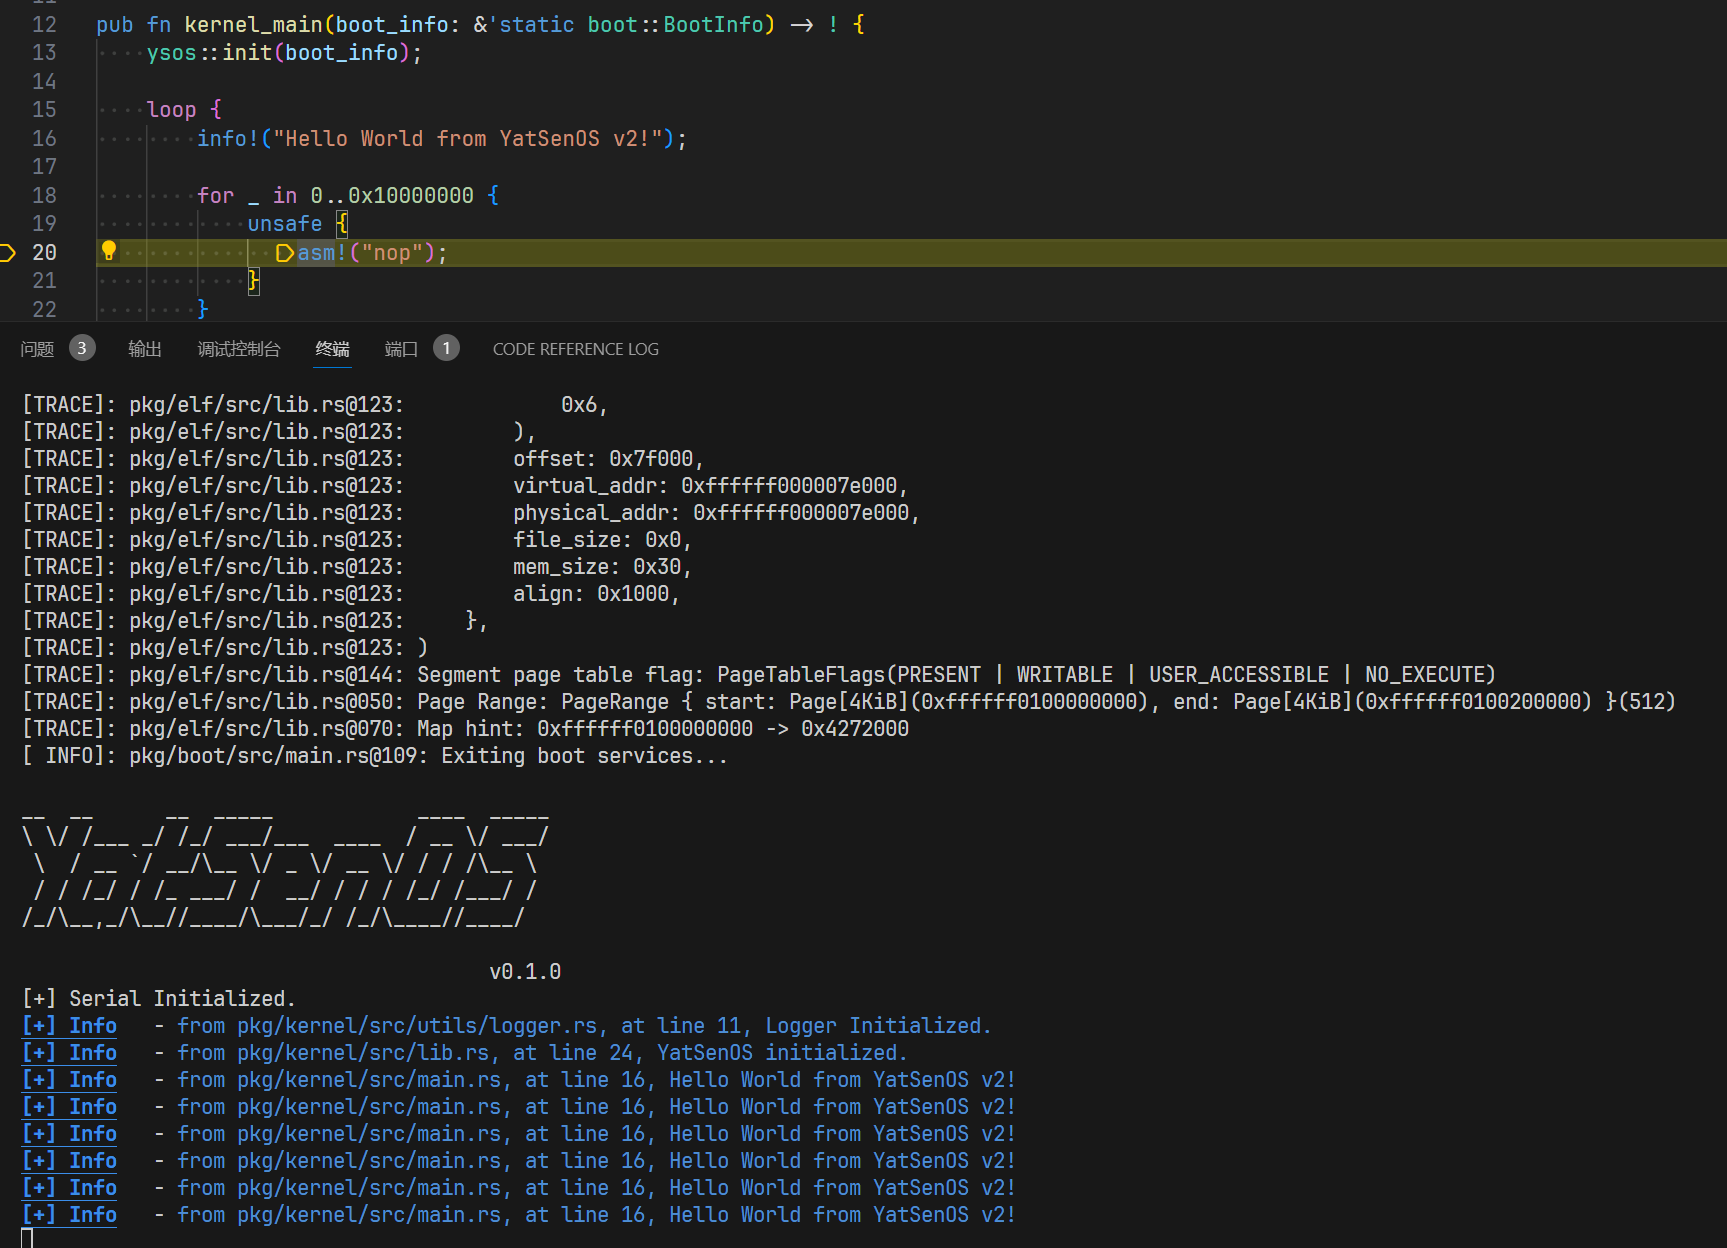 11
12 pub fn kernel_main(boot_info: &'static boot::BootInfo) -> ! {
13     ysos::init(boot_info);
14
15     loop {
16         info!("Hello World from YatSenOS v2!");
17
18         for _ in 0..0x10000000 {
19             unsafe {
20                 asm!("nop");
21             }
22         }
问题 3 输出 调试控制台 终端 端口 1 CODE REFERENCE LOG
[TRACE]: pkg/elf/src/lib.rs@123:             0x6,
[TRACE]: pkg/elf/src/lib.rs@123:         ),
[TRACE]: pkg/elf/src/lib.rs@123:         offset: 0x7f000,
[TRACE]: pkg/elf/src/lib.rs@123:         virtual_addr: 0xffffff000007e000,
[TRACE]: pkg/elf/src/lib.rs@123:         physical_addr: 0xffffff000007e000,
[TRACE]: pkg/elf/src/lib.rs@123:         file_size: 0x0,
[TRACE]: pkg/elf/src/lib.rs@123:         mem_size: 0x30,
[TRACE]: pkg/elf/src/lib.rs@123:         align: 0x1000,
[TRACE]: pkg/elf/src/lib.rs@123:     },
[TRACE]: pkg/elf/src/lib.rs@123: )
[TRACE]: pkg/elf/src/lib.rs@144: Segment page table flag: PageTableFlags(PRESENT | WRITABLE | USER_ACCESSIBLE | NO_EXECUTE)
[TRACE]: pkg/elf/src/lib.rs@050: Page Range: PageRange { start: Page[4KiB](0xffffff0100000000), end: Page[4KiB](0xffffff0100200000) }(512)
[TRACE]: pkg/elf/src/lib.rs@070: Map hint: 0xffffff0100000000 -> 0x4272000
[ INFO]: pkg/boot/src/main.rs@109: Exiting boot services...
__  __      __  _____            ____  _____
\ \/ /___ _/ /_/ ___/___  ____  / __ \/ ___/
 \  / __ `/ __/\__ \/ _ \/ __ \/ / / /\__ \
 / / /_/ / /_ ___/ /  __/ / / / /_/ /___/ /
/_/\__,_/\__//____/\___/_/ /_/\____//____/
v0.1.0
[+] Serial Initialized.
[+] Info   - from pkg/kernel/src/utils/logger.rs, at line 11, Logger Initialized.
[+] Info   - from pkg/kernel/src/lib.rs, at line 24, YatSenOS initialized.
[+] Info   - from pkg/kernel/src/main.rs, at line 16, Hello World from YatSenOS v2!
[+] Info   - from pkg/kernel/src/main.rs, at line 16, Hello World from YatSenOS v2!
[+] Info   - from pkg/kernel/src/main.rs, at line 16, Hello World from YatSenOS v2!
[+] Info   - from pkg/kernel/src/main.rs, at line 16, Hello World from YatSenOS v2!
[+] Info   - from pkg/kernel/src/main.rs, at line 16, Hello World from YatSenOS v2!
[+] Info   - from pkg/kernel/src/main.rs, at line 16, Hello World from YatSenOS v2!